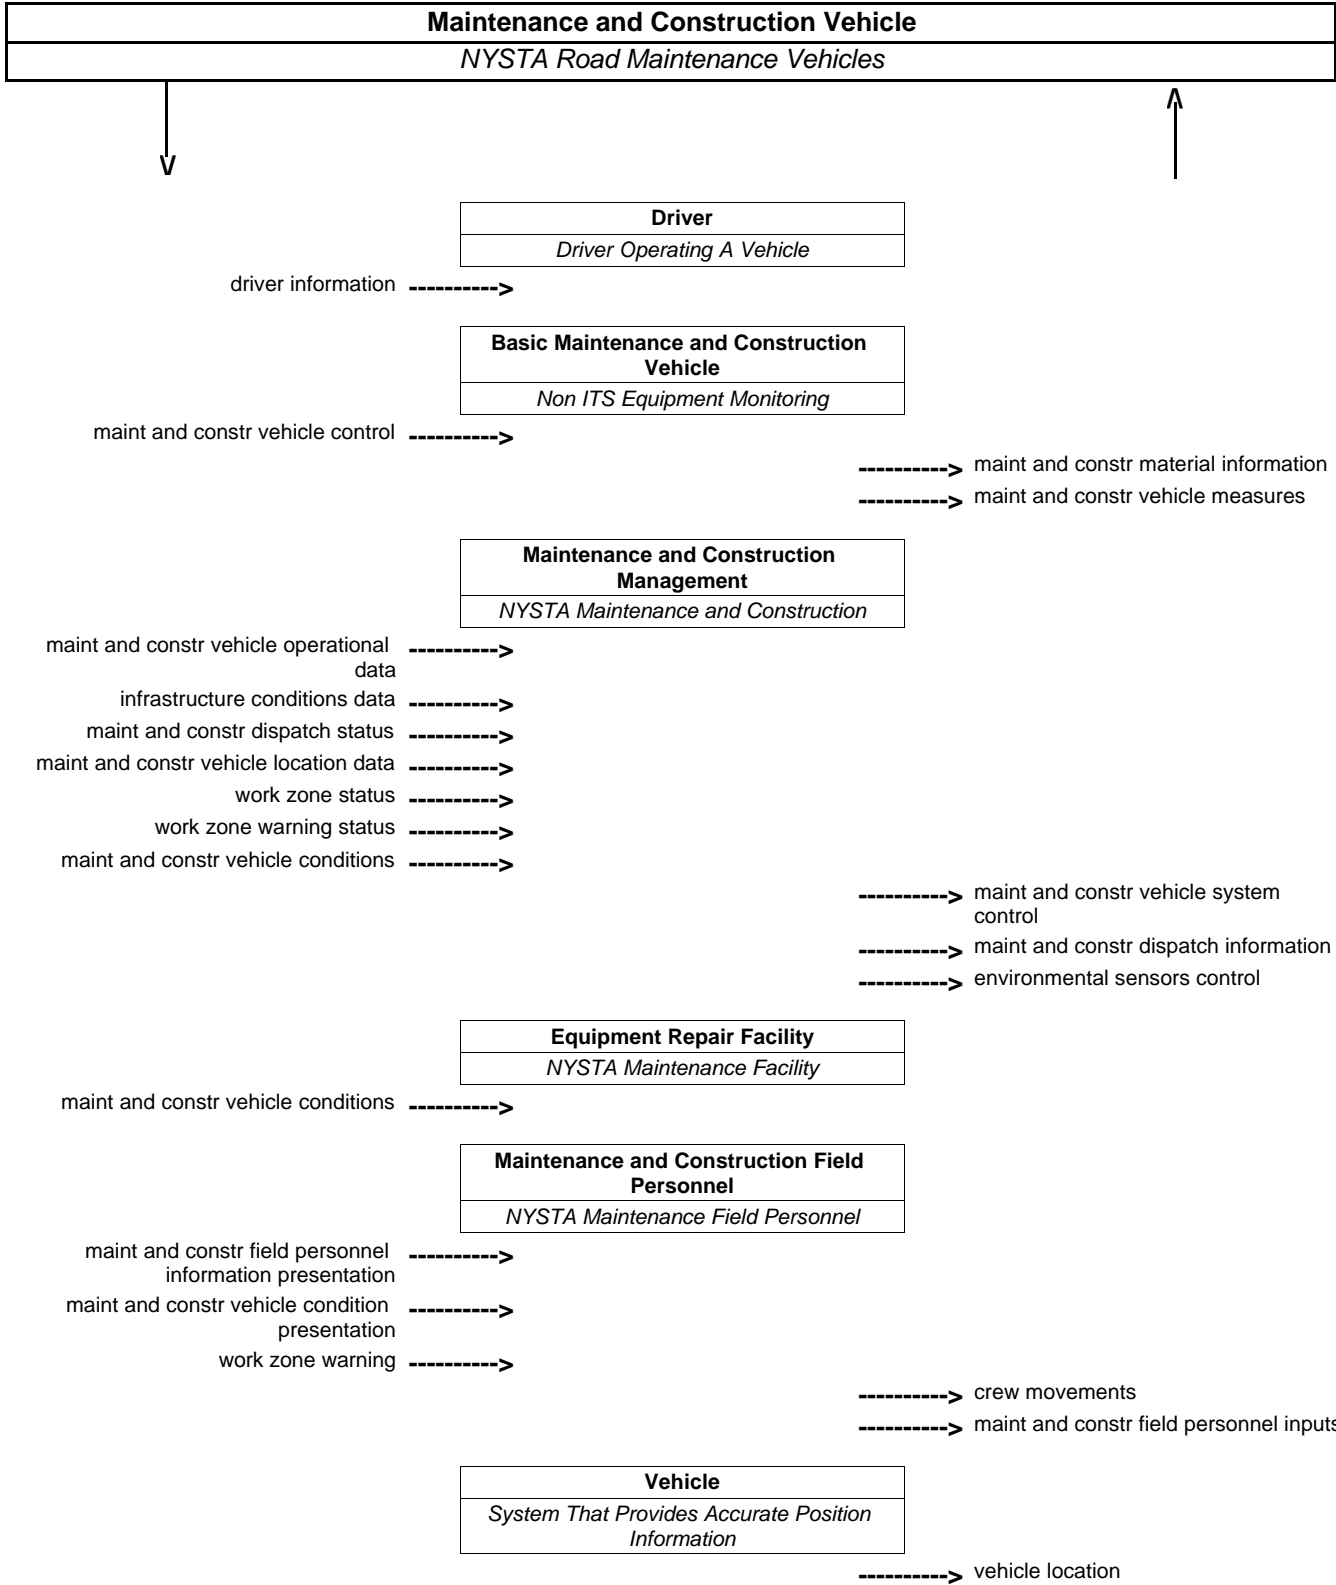 Maintenance and Construction Vehicle
NYSTA Road Maintenance Vehicles
Driver
Driver Operating A Vehicle
driver information ---------->
Basic Maintenance and Construction
Vehicle
Non ITS Equipment Monitoring
maint and constr vehicle control ---------->
----------> maint and constr material information
----------> maint and constr vehicle measures
Maintenance and Construction
Management
NYSTA Maintenance and Construction
maint and constr vehicle operational ---------->
data
infrastructure conditions data ---------->
maint and constr dispatch status ---------->
maint and constr vehicle location data ---------->
work zone status ---------->
work zone warning status ---------->
maint and constr vehicle conditions ---------->
----------> maint and constr vehicle system
control
----------> maint and constr dispatch information
----------> environmental sensors control
Equipment Repair Facility
NYSTA Maintenance Facility
maint and constr vehicle conditions ---------->
Maintenance and Construction Field
Personnel
NYSTA Maintenance Field Personnel
maint and constr field personnel ---------->
information presentation
maint and constr vehicle condition ---------->
presentation
work zone warning ---------->
----------> crew movements
----------> maint and constr field personnel inputs
Vehicle
System That Provides Accurate Position
Information
----------> vehicle location